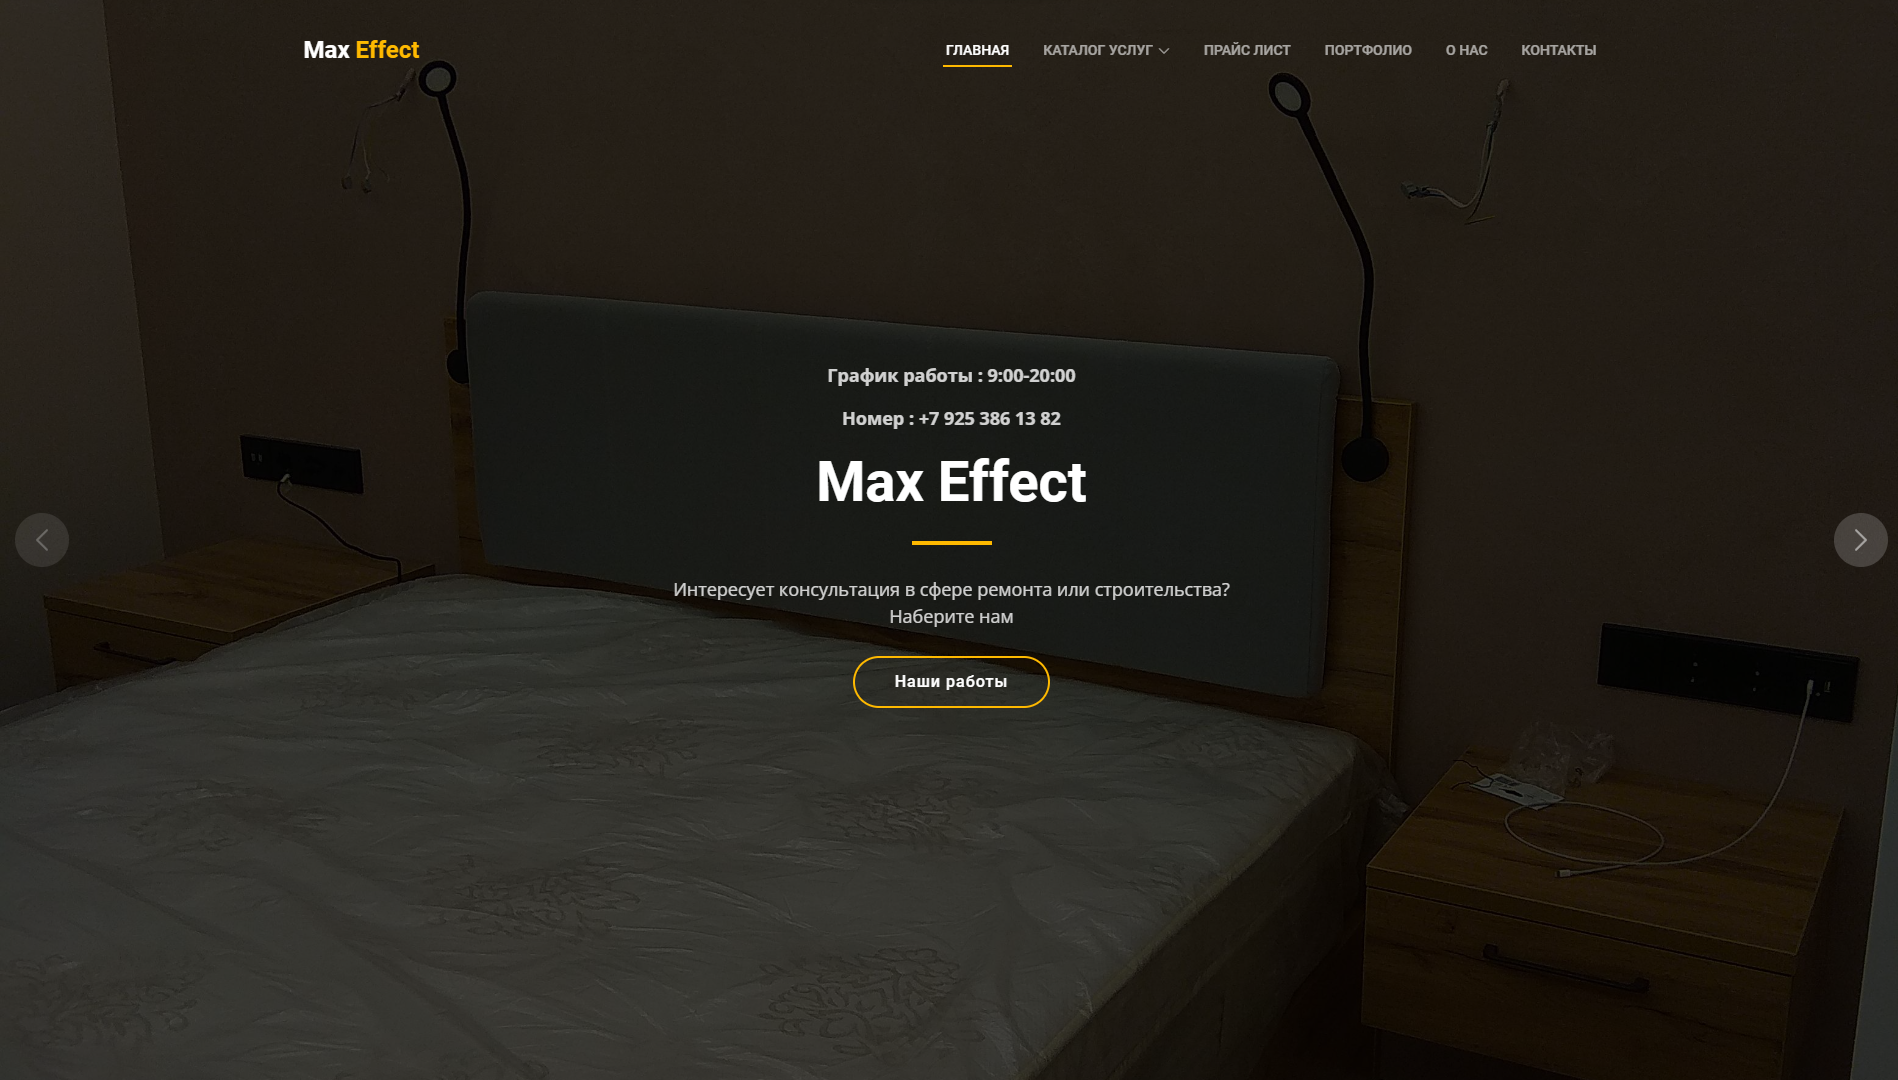 Max Effect
ГЛАВНАЯ
КАТАЛОГ УСЛУГ
ПРАЙС ЛИСТ
ПОРТФОЛИО
О НАС
КОНТАКТЫ
График работы : 9:00-20:00
Номер : +7 925 386 13 82
Max Effect
Интересует консультация в сфере ремонта или строительства?
Наберите нам
Наши работы